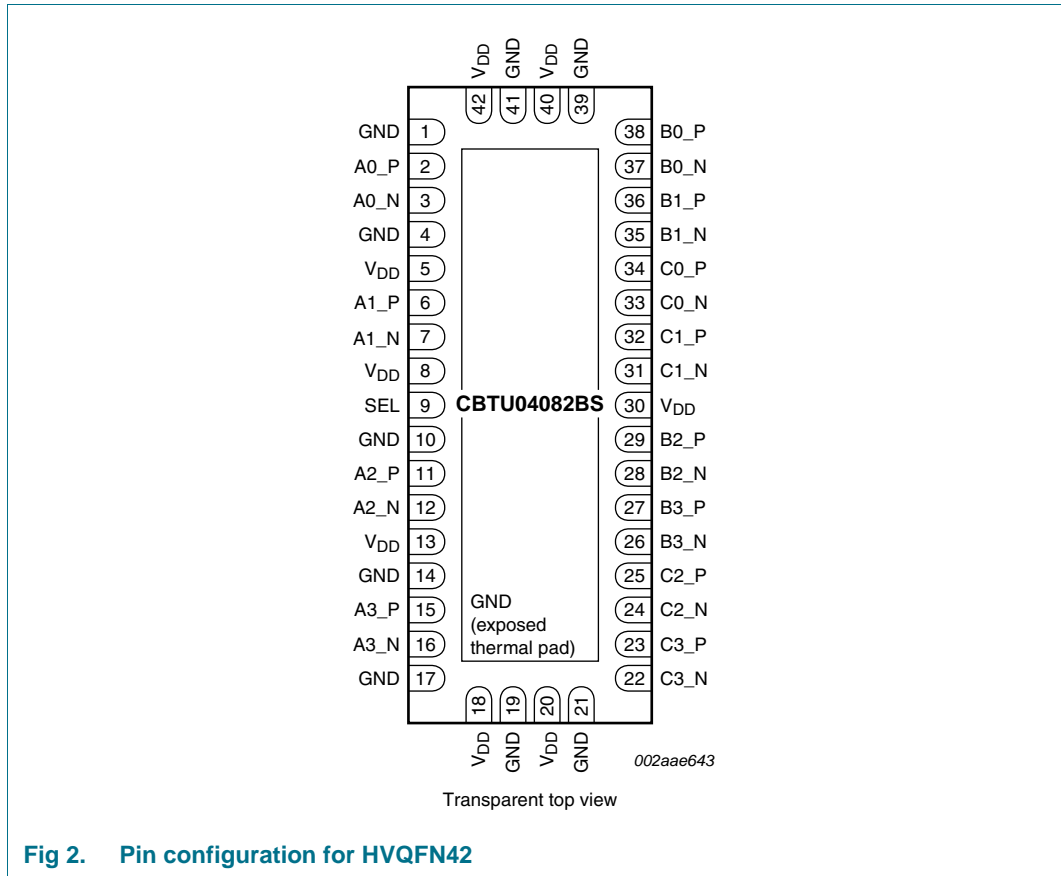 VDD GND VDD GND
42 41 40 39
GND 1 38 B0_P
A0_P 2 37 B0_N
A0_N 3 36 B1_P
GND 4 35 B1_N
VDD 5 34 C0_P
A1_P 6 33 C0_N
A1_N 7 32 C1_P
VDD 8 31 C1_N
SEL 9 CBTU04082BS 30 VDD
GND 10 29 B2_P
A2_P 11 28 B2_N
A2_N 12 27 B3_P
VDD 13 26 B3_N
GND 14 25 C2_P
A3_P 15 24 C2_N
A3_N 16 23 C3_P
GND 17 22 C3_N
GND
(exposed
thermal pad)
18 19 20 21
VDD GND VDD GND
002aae643
Transparent top view
Fig 2. Pin configuration for HVQFN42